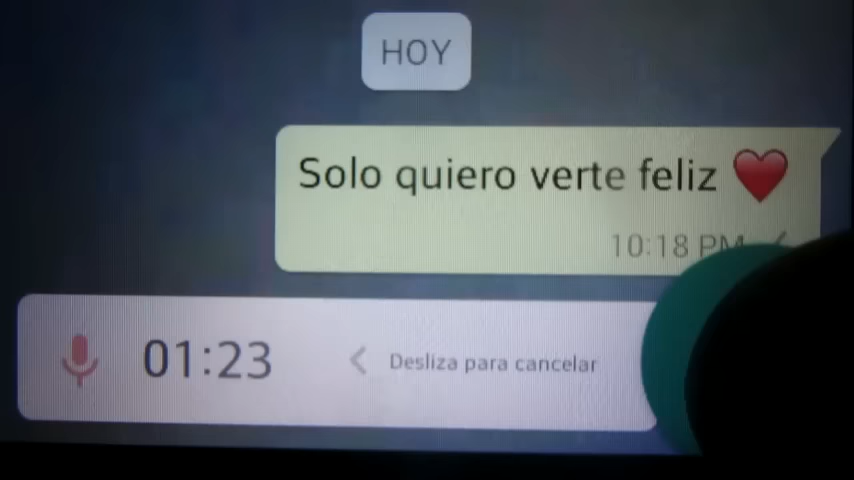 HOY
Solo quiero verte feliz ❤️
10:18 PM
01:23 < Desliza para cancelar